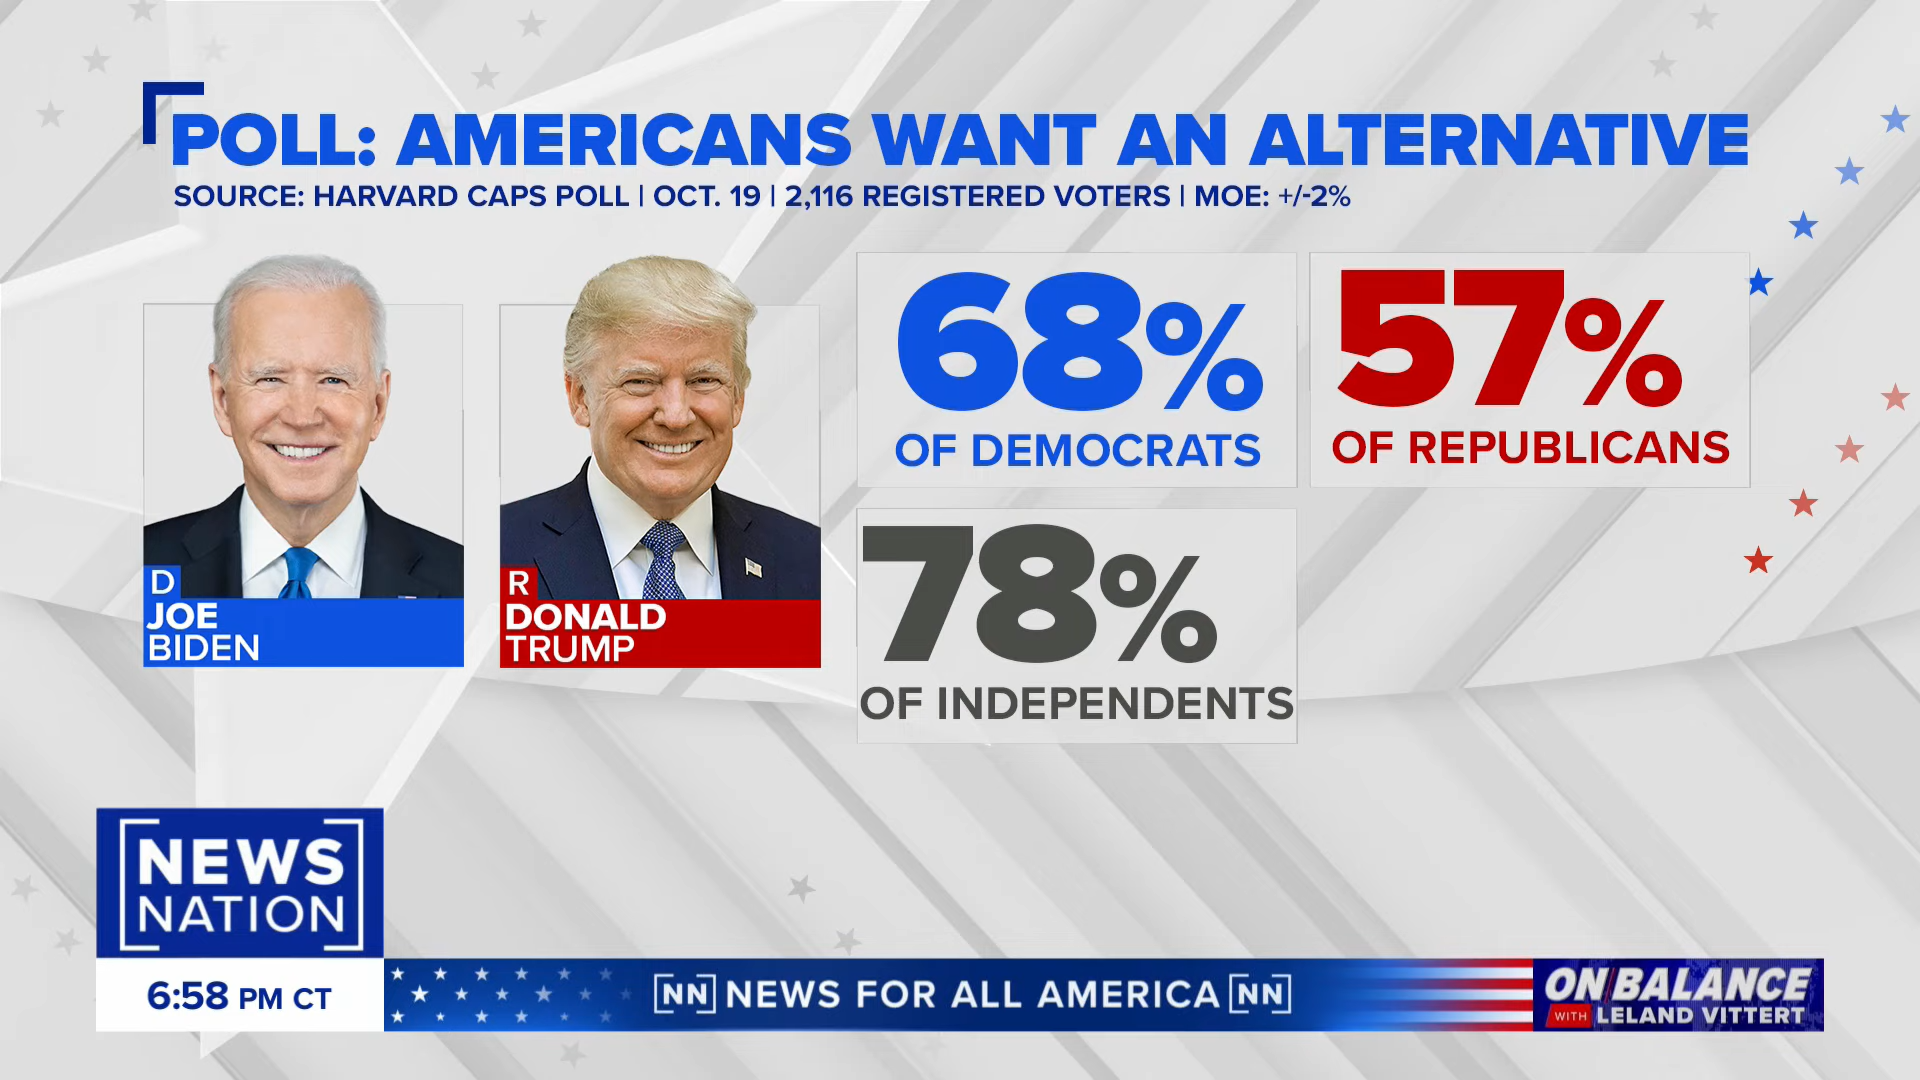 POLL: AMERICANS WANT AN ALTERNATIVE
SOURCE: HARVARD CAPS POLL | OCT. 19 | 2,116 REGISTERED VOTERS | MOE: +/-2%
D
JOE
BIDEN
R
DONALD
TRUMP
68%
OF DEMOCRATS
57%
OF REPUBLICANS
78%
OF INDEPENDENTS
NEWS
NATION
6:58 PM CT
NN NEWS FOR ALL AMERICA NN
ON BALANCE
WITH LELAND VITTERT